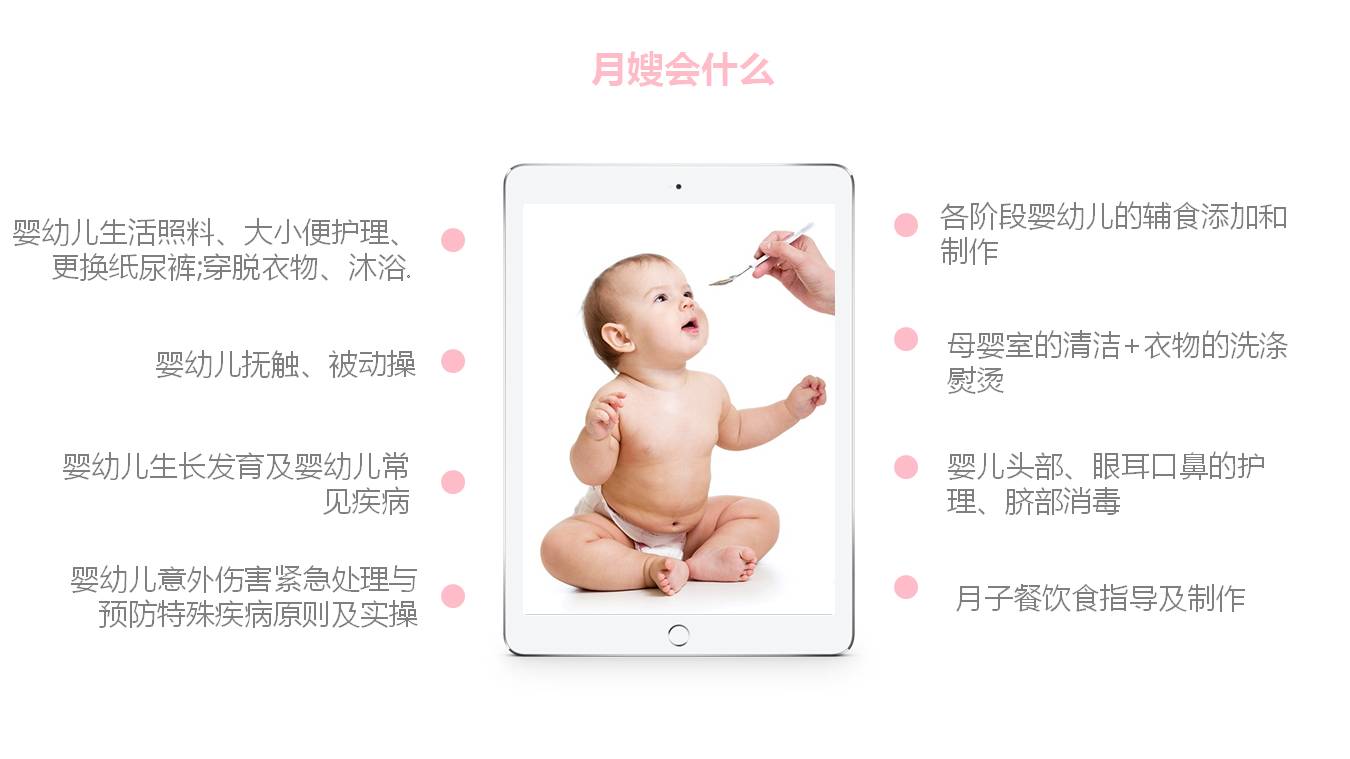 月嫂会什么
婴幼儿生活照料、大小便护理、
更换纸尿裤;穿脱衣物、沐浴.
婴幼儿抚触、被动操
婴幼儿生长发育及婴幼儿常
见疾病
婴幼儿意外伤害紧急处理与
预防特殊疾病原则及实操
各阶段婴幼儿的辅食添加和
制作
母婴室的清洁+衣物的洗涤
熨烫
婴儿头部、眼耳口鼻的护
理、脐部消毒
月子餐饮食指导及制作